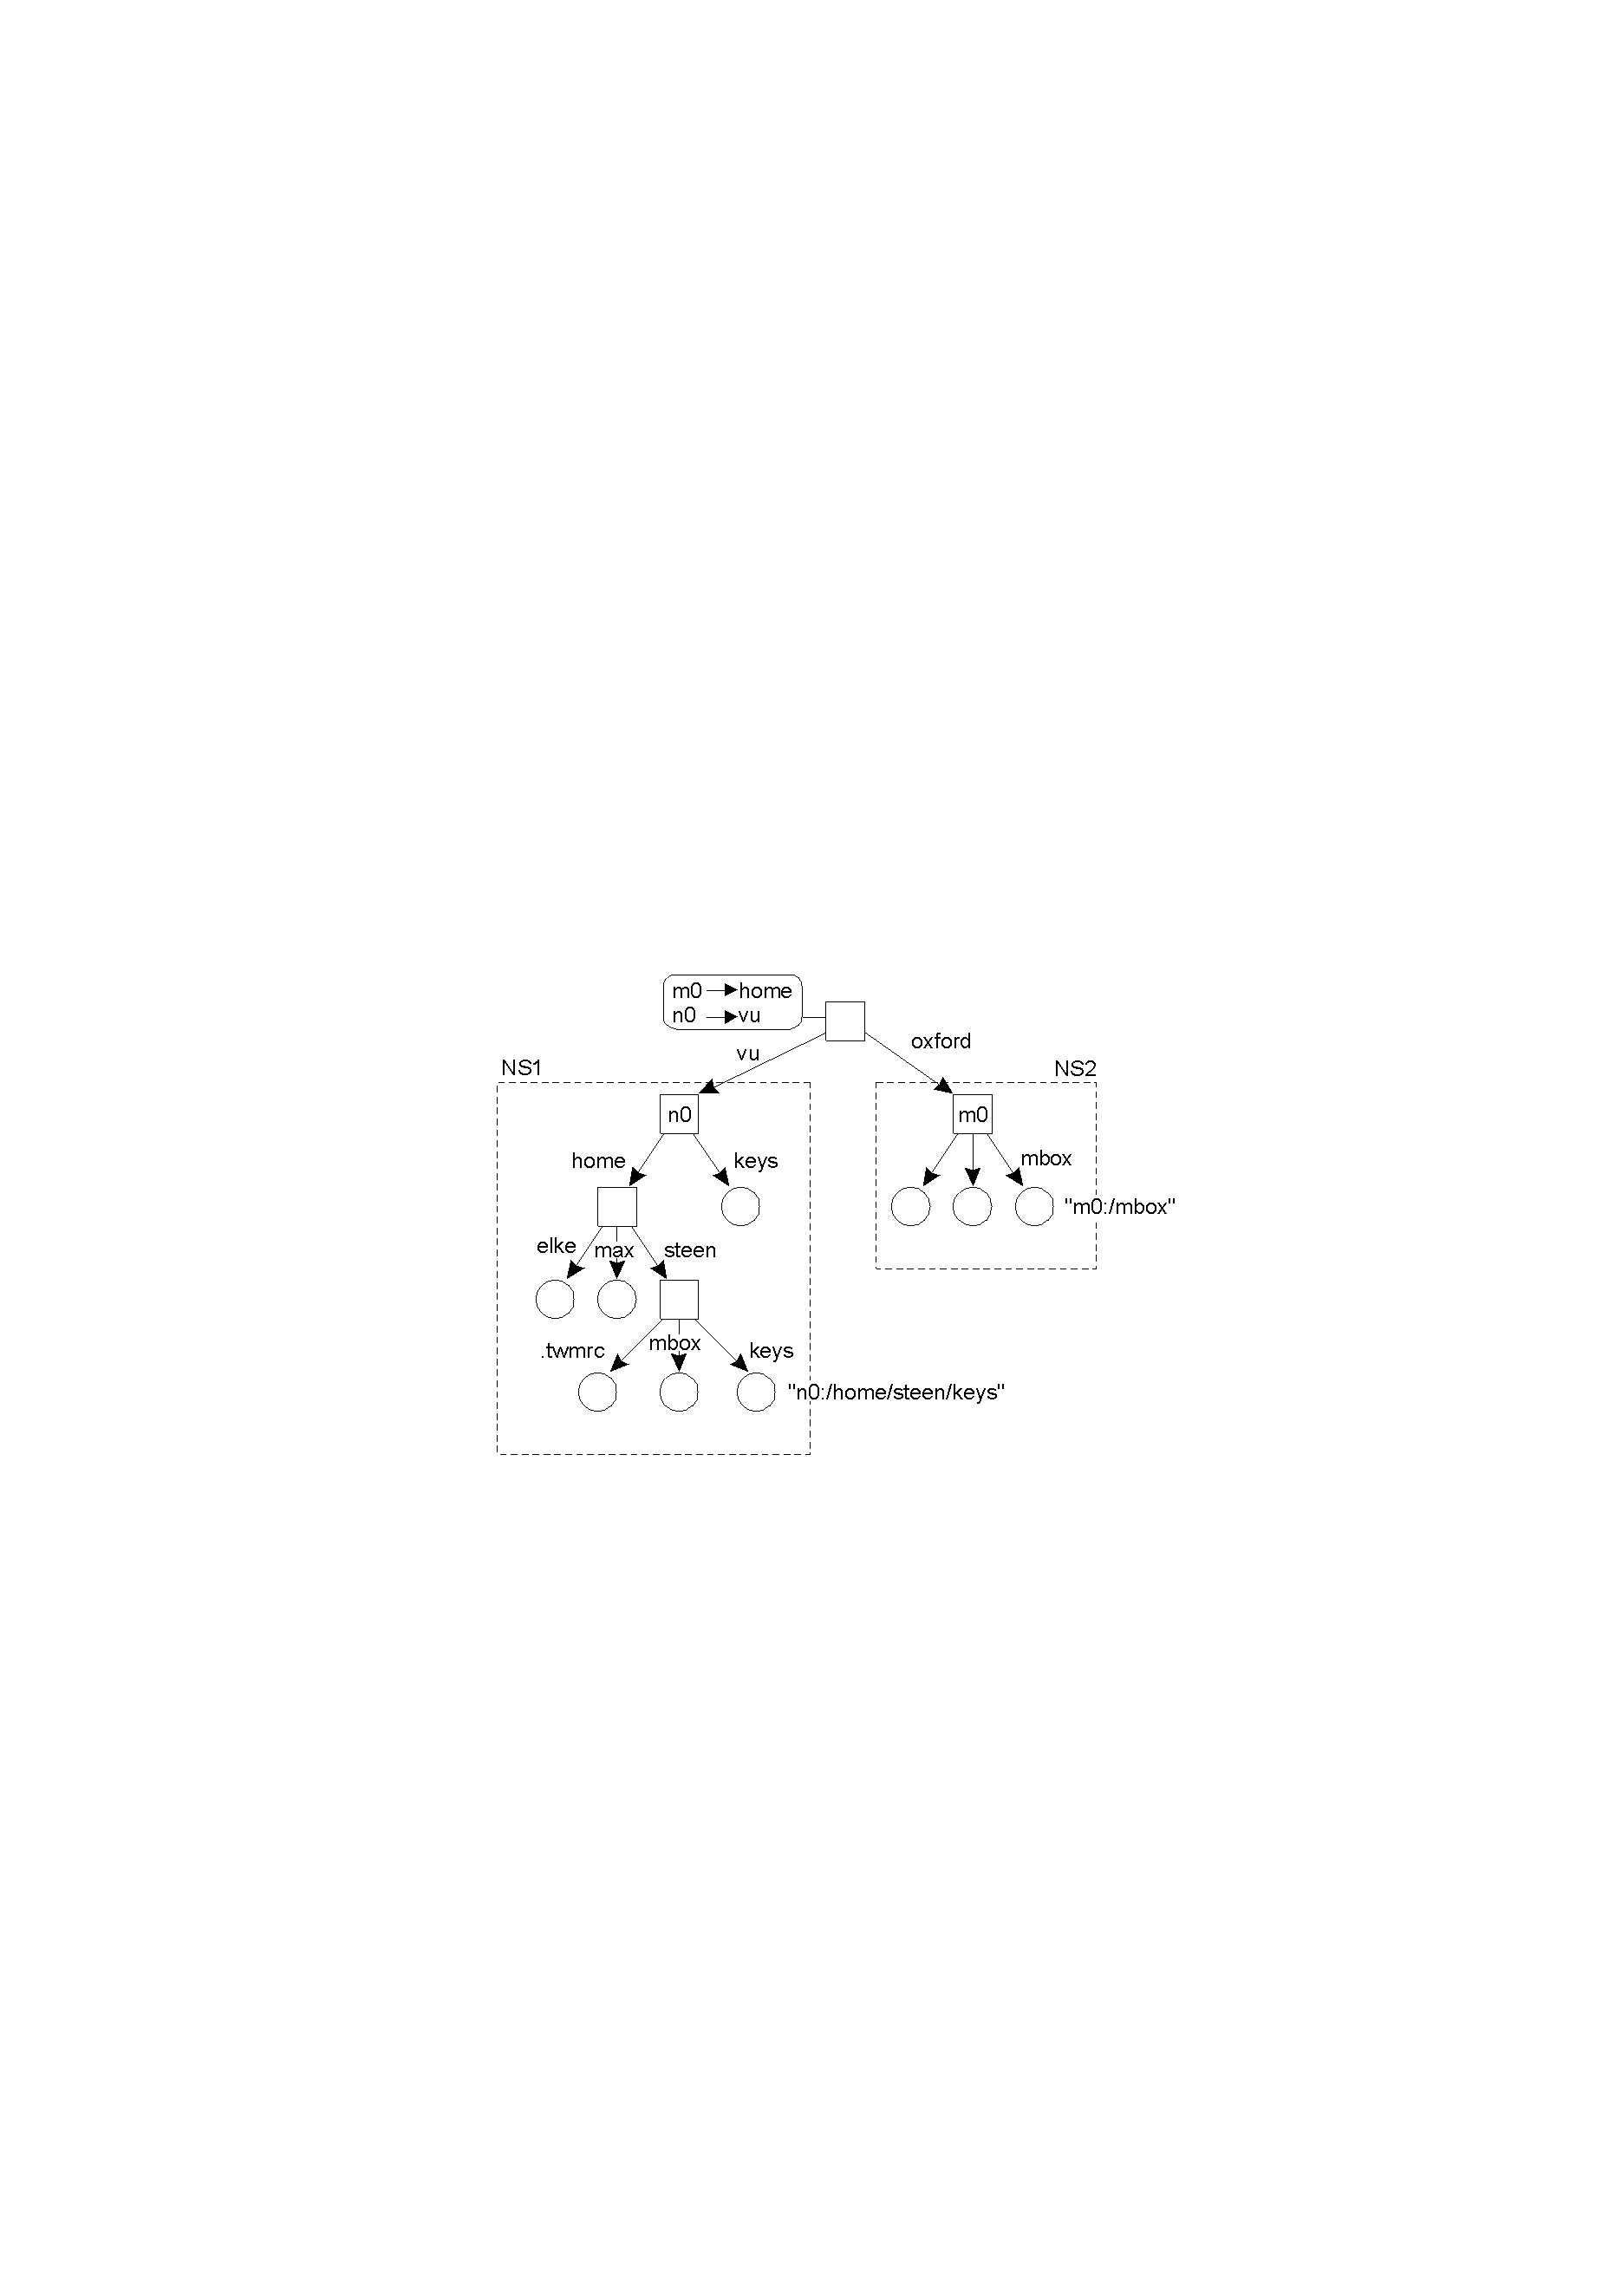 m0 home
n0 vu
vu
oxford
NS1
NS2
n0
m0
home
keys
mbox
"m0:/mbox"
elke
max
steen
.twmrc
mbox
keys
"n0:/home/steen/keys"